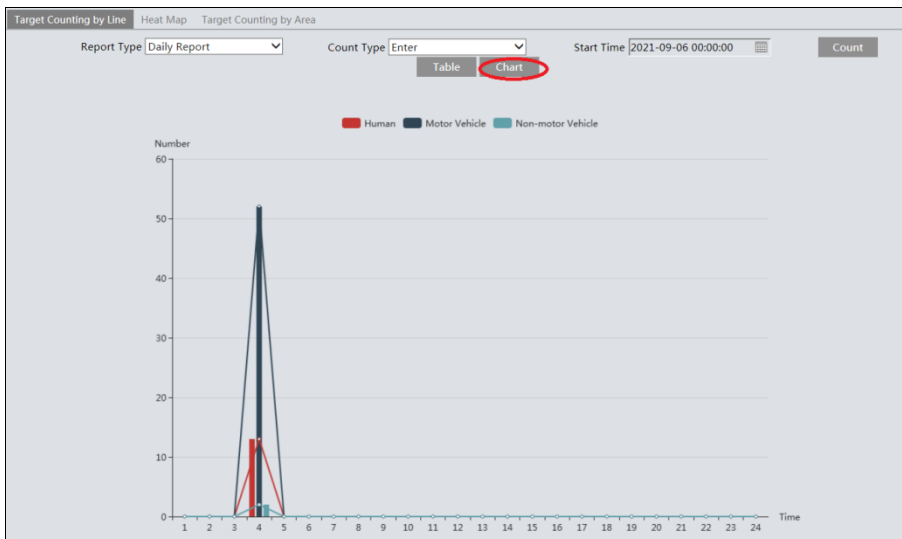 Target Counting by Line Heat Map Target Counting by Area
Report Type Daily Report Count Type Enter Start Time 2021-09-06 00:00:00 Count
Table Chart
Human Motor Vehicle Non-motor Vehicle
Number
60
50
40
30
20
10
0
1 2 3 4 5 6 7 8 9 10 11 12 13 14 15 16 17 18 19 20 21 22 23 24 Time